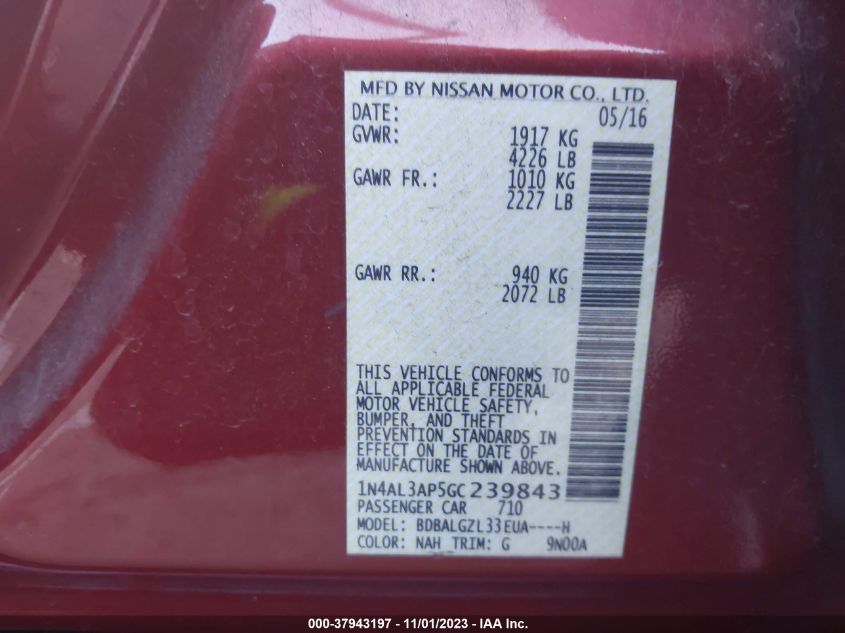 MFD BY NISSAN MOTOR CO., LTD.
DATE: 05/16
GVWR: 1917 KG
4226 LB
GAWR FR.: 1010 KG
2227 LB
GAWR RR.: 940 KG
2072 LB
THIS VEHICLE CONFORMS TO
ALL APPLICABLE FEDERAL
MOTOR VEHICLE SAFETY,
BUMPER, AND THEFT
PREVENTION STANDARDS IN
EFFECT ON THE DATE OF
MANUFACTURE SHOWN ABOVE.
1N4AL3AP5GC239843
PASSENGER CAR 710
MODEL: BDBALGZL33EUA----H
COLOR: NAH TRIM: G 9N00A
000-37943197 - 11/01/2023 - IAA Inc.